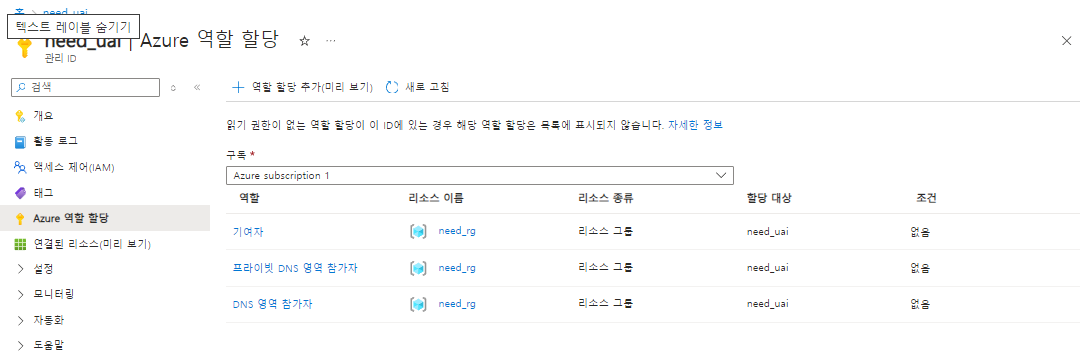 홈 > need_uai
텍스트 레이블 숨기기
need_uai | Azure 역할 할당 ☆ ···
관리 ID
검색
개요
활동 로그
액세스 제어(IAM)
태그
Azure 역할 할당
연결된 리소스(미리 보기)
설정
모니터링
자동화
도움말
역할 할당 추가(미리 보기) 새로 고침
읽기 권한이 없는 역할 할당이 이 ID에 있는 경우 해당 역할 할당은 목록에 표시되지 않습니다. 자세한 정보
구독 *
Azure subscription 1
역할 리소스 이름 리소스 종류 할당 대상 조건
기여자 need_rg 리소스 그룹 need_uai 없음
프라이빗 DNS 영역 참가자 need_rg 리소스 그룹 need_uai 없음
DNS 영역 참가자 need_rg 리소스 그룹 need_uai 없음